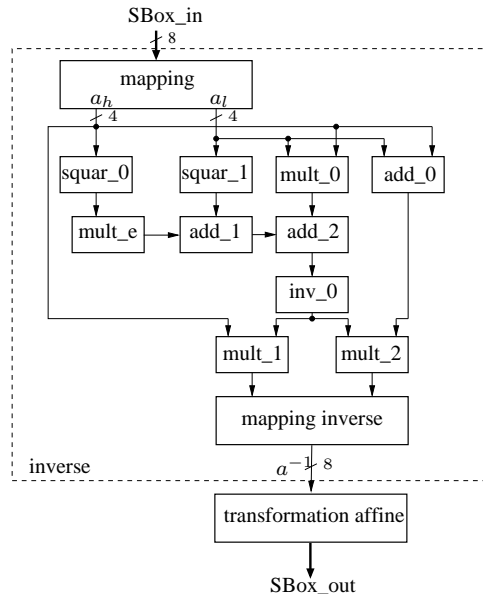 SBox_in
8
mapping
a_h a_l
4 4
squar_0 squar_1 mult_0 add_0
mult_e add_1 add_2
inv_0
mult_1 mult_2
mapping inverse
inverse a^{-1} 8
transformation affine
SBox_out